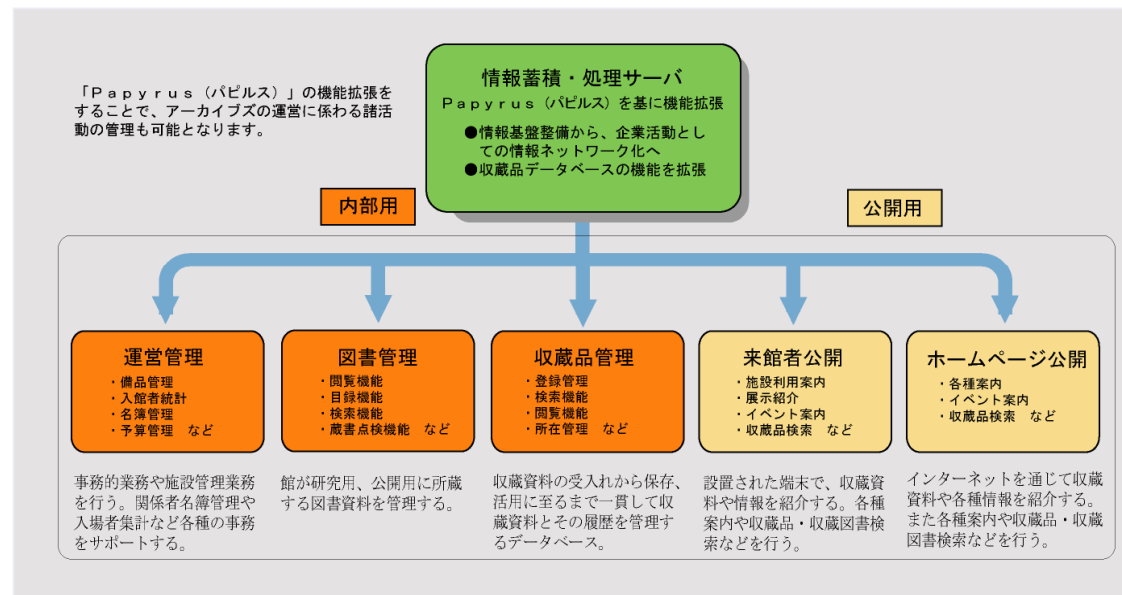 「Ｐａｐｙｒｕｓ（パピルス）」の機能拡張を
することで、アーカイブズの運営に係わる諸活
動の管理も可能となります。
情報蓄積・処理サーバ
Ｐａｐｙｒｕｓ（パピルス）を基に機能拡張
●情報基盤整備から、企業活動とし
ての情報ネットワーク化へ
●収蔵品データベースの機能を拡張
内部用
公開用
運営管理
・備品管理
・入館者統計
・名簿管理
・予算管理　など
事務的業務や施設管理業務
を行う。関係者名簿管理や
入場者集計など各種の事務
をサポートする。
図書管理
・閲覧機能
・目録機能
・検索機能
・蔵書点検機能　など
館が研究用、公開用に所蔵
する図書資料を管理する。
収蔵品管理
・登録管理
・検索機能
・閲覧機能
・所在管理　など
収蔵資料の受入れから保存、
活用に至るまで一貫して収
蔵資料とその履歴を管理す
るデータベース。
来館者公開
・施設利用案内
・展示紹介
・イベント案内
・収蔵品検索　など
設置された端末で、収蔵資
料や情報を紹介する。各種
案内や収蔵品・収蔵図書検
索などを行う。
ホームページ公開
・各種案内
・イベント案内
・収蔵品検索　など
インターネットを通じて収蔵
資料や各種情報を紹介する。
また各種案内や収蔵品・収蔵
図書検索などを行う。